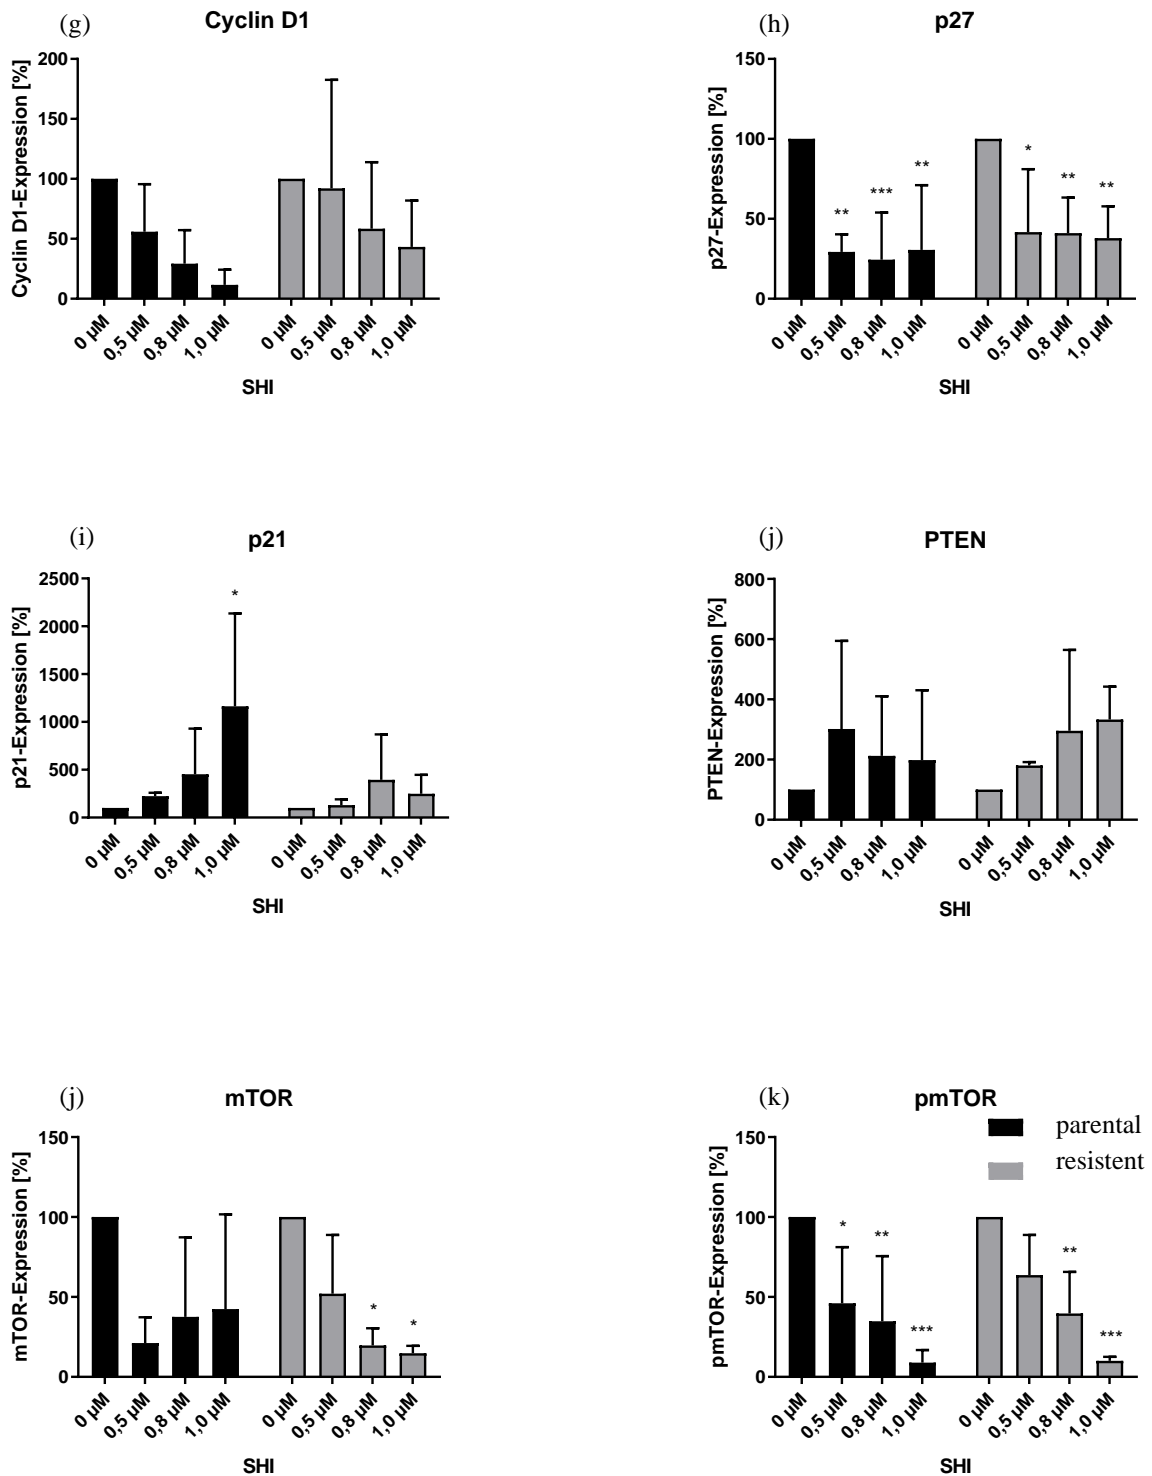 (g)
Cyclin D1
Cyclin D1-Expression [%]
200
150
100
50
0
0 µM
0,5 µM
0,8 µM
1,0 µM
0 µM
0,5 µM
0,8 µM
1,0 µM
SHI
(h)
p27
p27-Expression [%]
150
100
50
0
**
***
**
*
**
**
0 µM
0,5 µM
0,8 µM
1,0 µM
0 µM
0,5 µM
0,8 µM
1,0 µM
SHI
(i)
p21
p21-Expression [%]
2500
2000
1500
1000
500
0
*
0 µM
0,5 µM
0,8 µM
1,0 µM
0 µM
0,5 µM
0,8 µM
1,0 µM
SHI
(j)
PTEN
PTEN-Expression [%]
800
600
400
200
0
0 µM
0,5 µM
0,8 µM
1,0 µM
0 µM
0,5 µM
0,8 µM
1,0 µM
SHI
(j)
mTOR
mTOR-Expression [%]
150
100
50
0
*
*
0 µM
0,5 µM
0,8 µM
1,0 µM
0 µM
0,5 µM
0,8 µM
1,0 µM
SHI
(k)
pmTOR
parental
resistent
pmTOR-Expression [%]
150
100
50
0
*
**
***
**
***
0 µM
0,5 µM
0,8 µM
1,0 µM
0 µM
0,5 µM
0,8 µM
1,0 µM
SHI